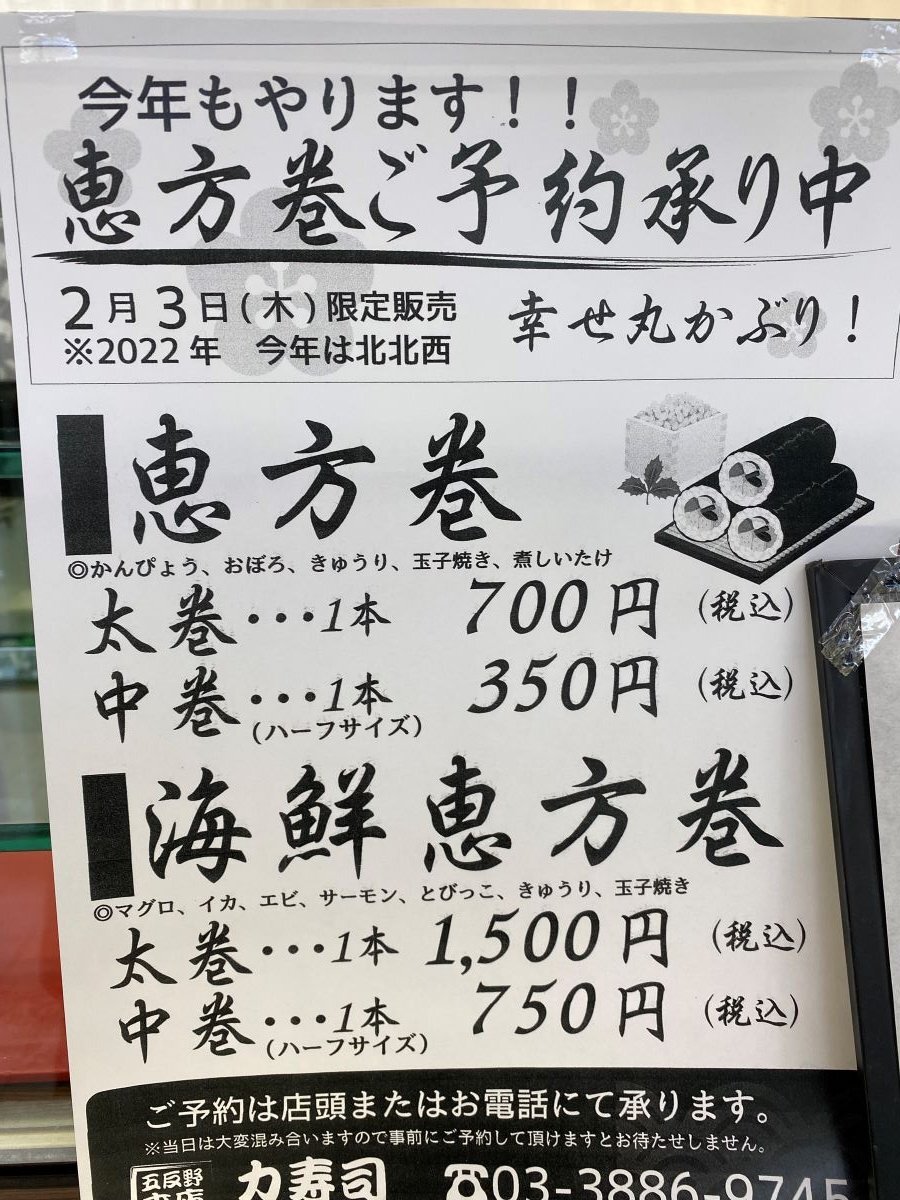 今年もやります！！
恵方巻ご予約承り中
2月3日(木)限定販売
※2022年 今年は北北西
幸せ丸かぶり！
恵方巻
◎かんぴょう、おぼろ、きゅうり、玉子焼き、煮しいたけ
太巻・・・1本 700円 (税込)
中巻・・・1本 350円 (税込)
(ハーフサイズ)
海鮮恵方巻
◎マグロ、イカ、エビ、サーモン、とびっこ、きゅうり、玉子焼き
太巻・・・1本 1,500円 (税込)
中巻・・・1本 750円 (税込)
(ハーフサイズ)
ご予約は店頭またはお電話にて承ります。
※当日は大変混み合いますので事前にご予約して頂けますとお待たせしません。
五反野
力寿司 ☎03-3886-9745